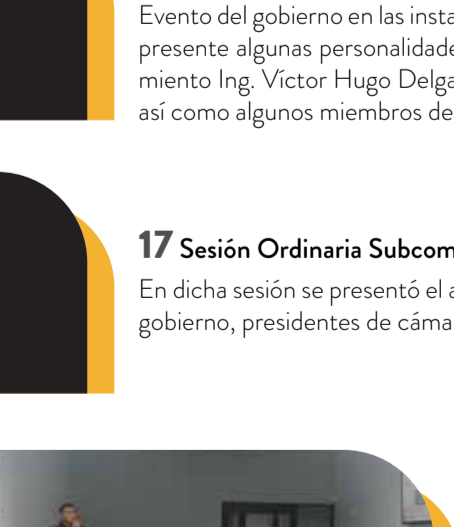 Evento del gobierno en las insta
presente algunas personalidade
miento Ing. Víctor Hugo Delga
así como algunos miembros de
17 Sesión Ordinaria Subcom
En dicha sesión se presentó el a
gobierno, presidentes de cáma